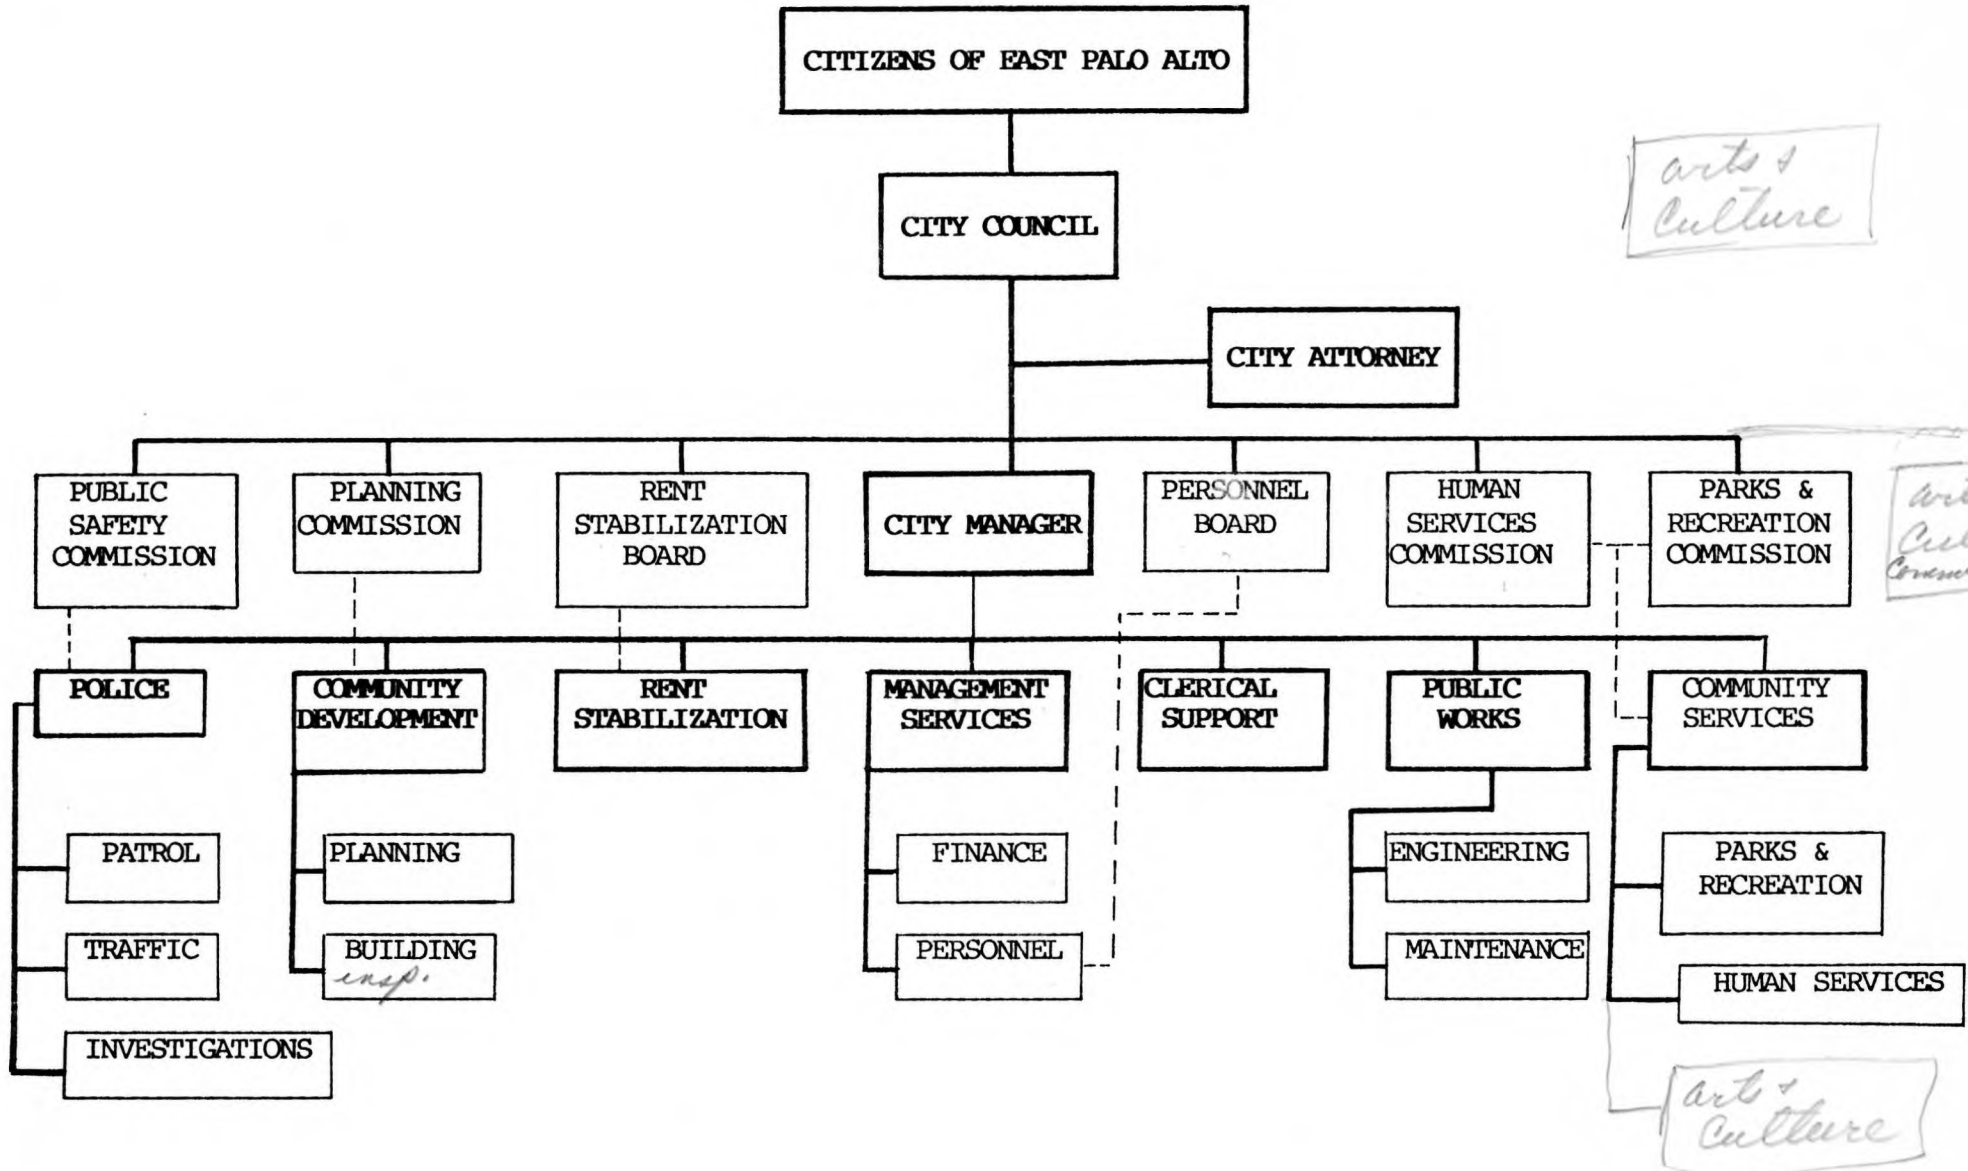 CITIZENS OF EAST PALO ALTO
arts &
Culture
CITY COUNCIL
CITY ATTORNEY
PUBLIC
SAFETY
COMMISSION
PLANNING
COMMISSION
RENT
STABILIZATION
BOARD
CITY MANAGER
PERSONNEL
BOARD
HUMAN
SERVICES
COMMISSION
PARKS &
RECREATION
COMMISSION
POLICE
COMMUNITY
DEVELOPMENT
RENT
STABILIZATION
MANAGEMENT
SERVICES
CLERICAL
SUPPORT
PUBLIC
WORKS
COMMUNITY
SERVICES
PATROL
TRAFFIC
INVESTIGATIONS
PLANNING
BUILDING
insp.
FINANCE
PERSONNEL
ENGINEERING
MAINTENANCE
PARKS &
RECREATION
HUMAN SERVICES
arts &
Culture